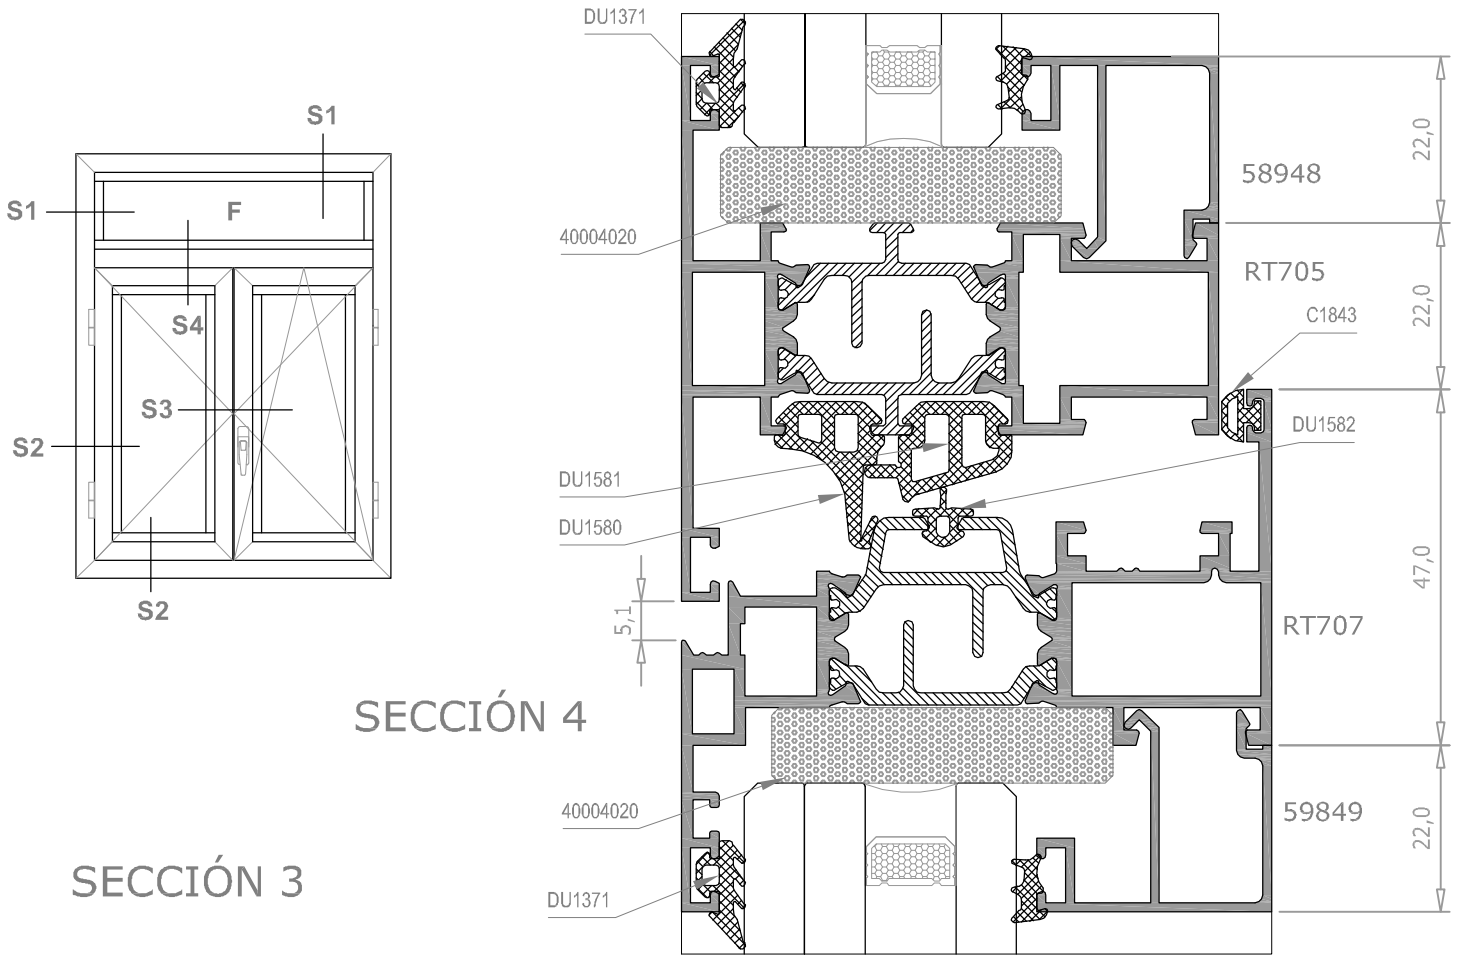 S1
S1
F
S4
S3
S2
S2
SECCIÓN 4
SECCIÓN 3
DU1371
22,0
58948
40004020
RT705
22,0
C1843
DU1582
DU1581
DU1580
5,1
47,0
RT707
40004020
59849
22,0
DU1371